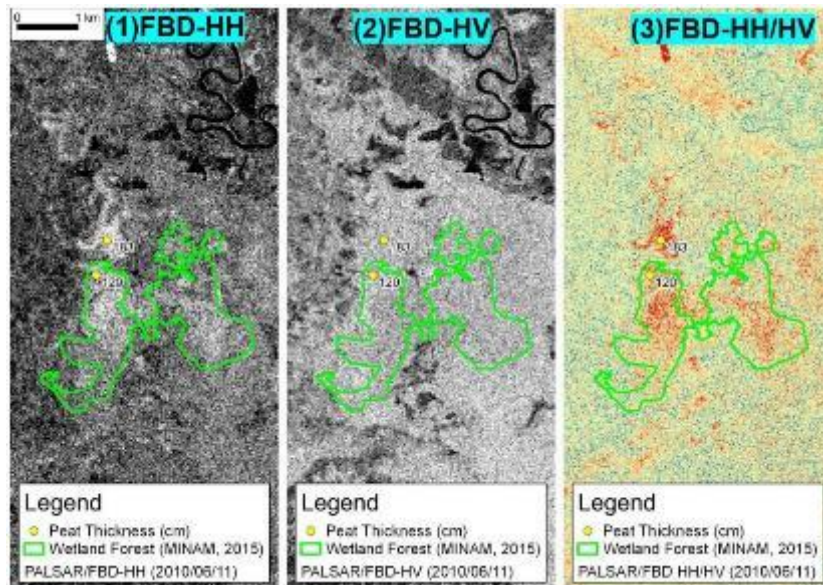 0 1 km
(1)FBD-HH
183
120
Legend
Peat Thickness (cm)
Wetland Forest (MINAM, 2015)
PALSAR/FBD-HH (2010/06/11)
(2)FBD-HV
183
120
Legend
Peat Thickness (cm)
Wetland Forest (MINAM, 2015)
PALSAR/FBD-HV (2010/06/11)
(3)FBD-HH/HV
183
120
Legend
Peat Thickness (cm)
Wetland Forest (MINAM, 2015)
PALSAR/FBD HH/HV (2010/06/11)